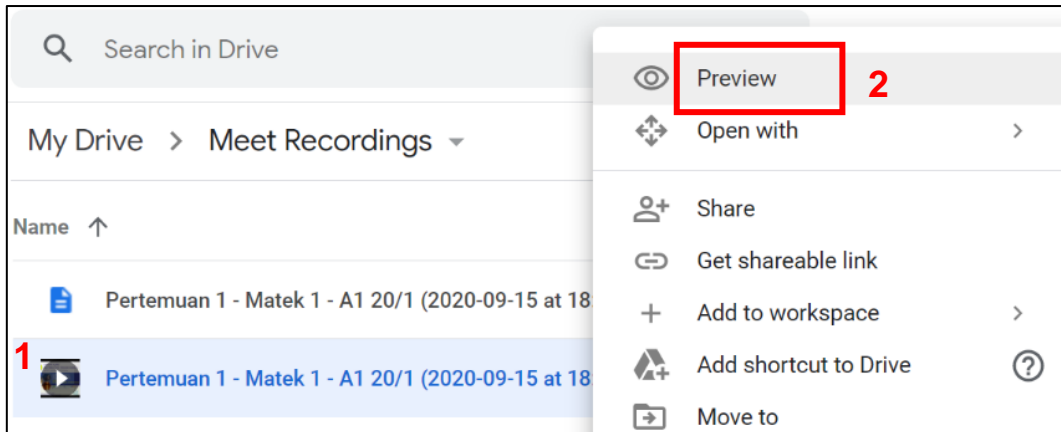 Search in Drive
My Drive > Meet Recordings
Name
Pertemuan 1 - Matek 1 - A1 20/1 (2020-09-15 at 18
1
Pertemuan 1 - Matek 1 - A1 20/1 (2020-09-15 at 18
Preview
2
Open with
Share
Get shareable link
Add to workspace
Add shortcut to Drive
Move to